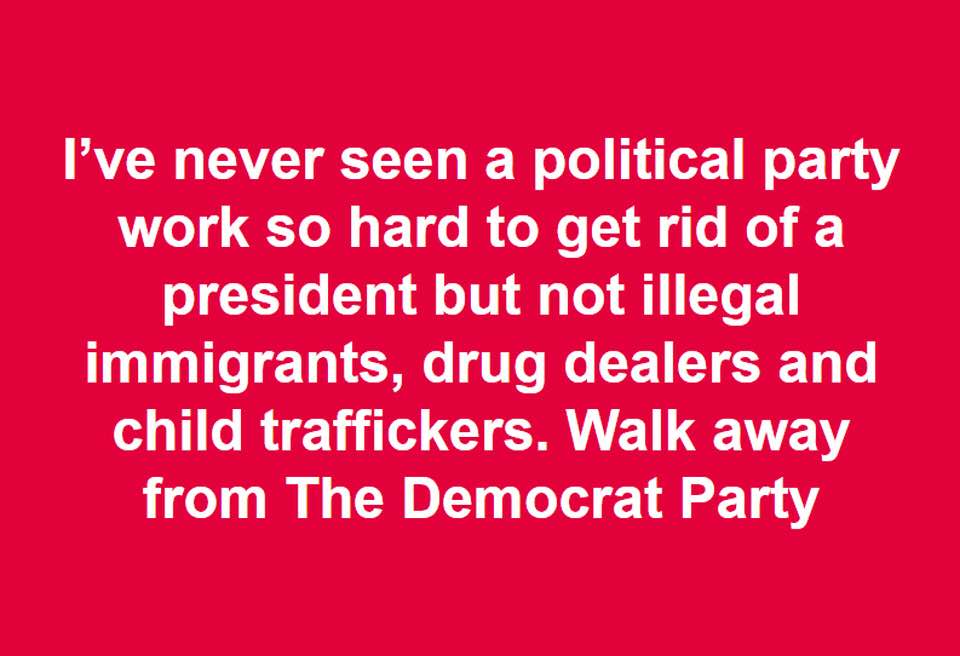 I’ve never seen a political party
work so hard to get rid of a
president but not illegal
immigrants, drug dealers and
child traffickers. Walk away
from The Democrat Party